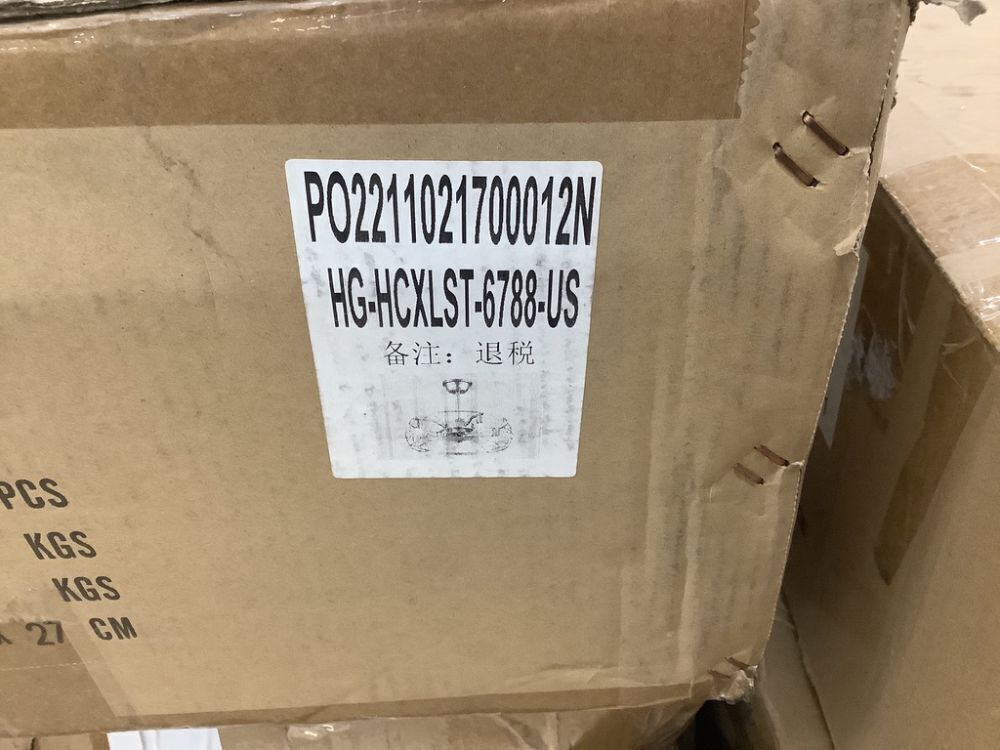 PO2211021700012N
HG-HCXLST-6788-US
备注：退税
PCS
KGS
KGS
X 27 CM